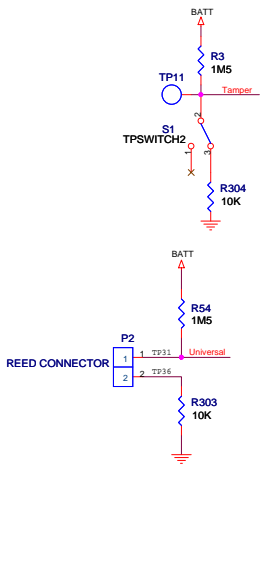 BATT
R3
1M5
TP11
Tamper
2
S1
TPSWITCH2
1
3
R304
10K
BATT
R54
1M5
P2
1 1 TP31 Universal
REED CONNECTOR
2 2 TP36
R303
10K